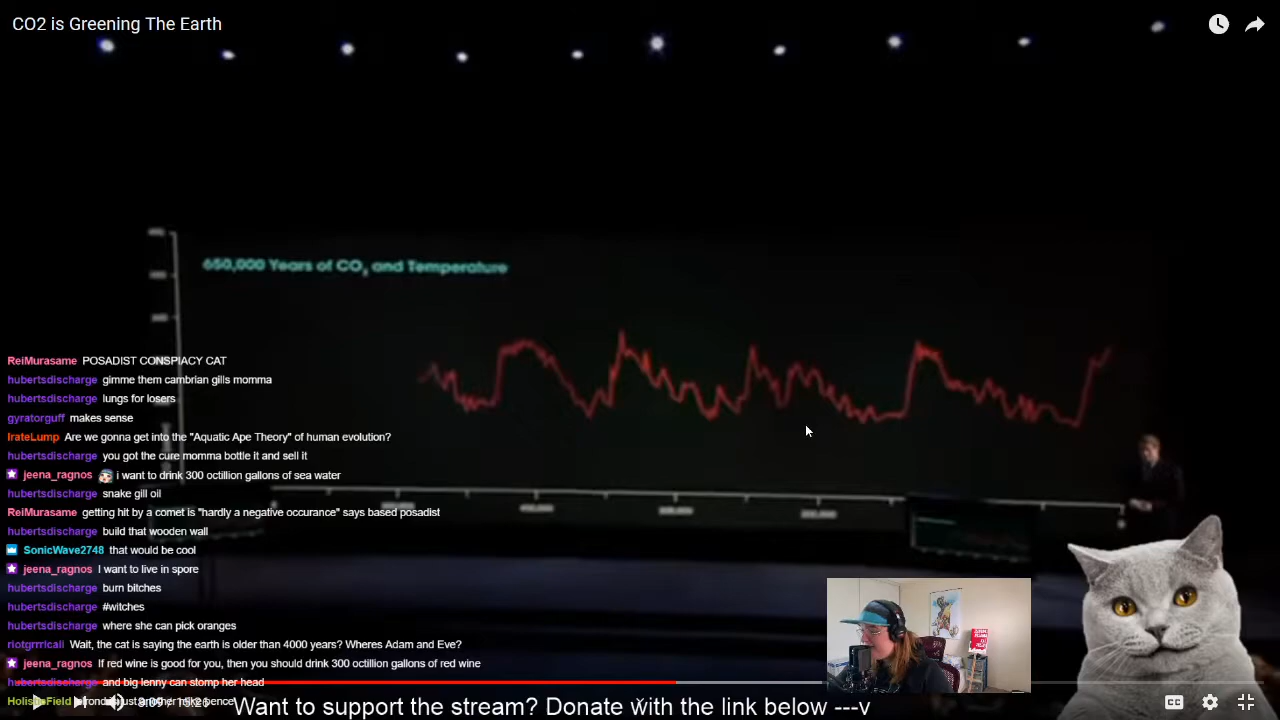 CO2 is Greening The Earth
650,000 Years of CO2 and Temperature
ReiMurasame POSADIST CONSPIACY CAT
hubertsdischarge gimme them cambrian gills momma
hubertsdischarge lungs for losers
gyratorguff makes sense
IrateLump Are we gonna get into the "Aquatic Ape Theory" of human evolution?
hubertsdischarge you got the cure momma bottle it and sell it
jeena_ragnos i want to drink 300 octillion gallons of sea water
hubertsdischarge snake gill oil
ReiMurasame getting hit by a comet is "hardly a negative occurance" says based posadist
hubertsdischarge build that wooden wall
SonicWave2748 that would be cool
jeena_ragnos I want to live in spore
hubertsdischarge burn bitches
hubertsdischarge #witches
hubertsdischarge where she can pick oranges
riotgrrrlcali Wait, the cat is saying the earth is older than 4000 years? Wheres Adam and Eve?
jeena_ragnos If red wine is good for you, then you should drink 300 octillion gallons of red wine
hubertsdischarge and big lenny can stomp her head
Want to support the stream? Donate with the link below ---v
CC